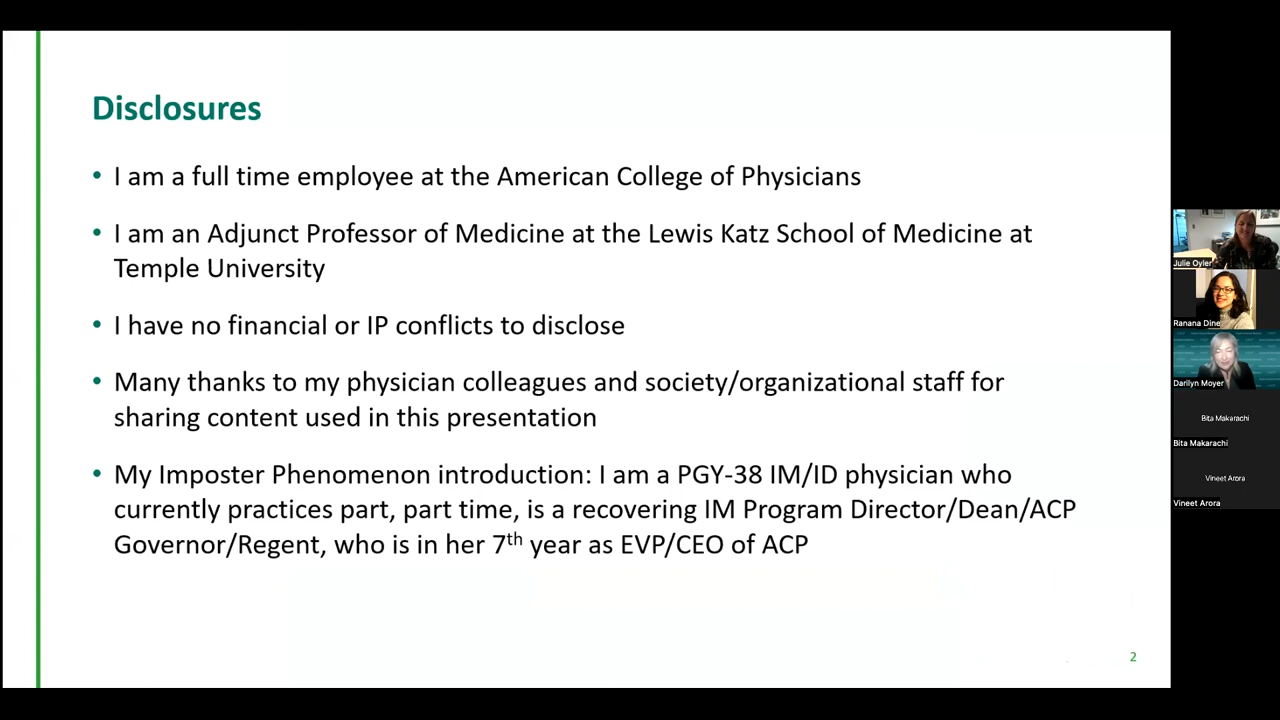 Disclosures
• I am a full time employee at the American College of Physicians
• I am an Adjunct Professor of Medicine at the Lewis Katz School of Medicine at
Temple University
• I have no financial or IP conflicts to disclose
• Many thanks to my physician colleagues and society/organizational staff for
sharing content used in this presentation
• My Imposter Phenomenon introduction: I am a PGY-38 IM/ID physician who
currently practices part, part time, is a recovering IM Program Director/Dean/ACP
Governor/Regent, who is in her 7th year as EVP/CEO of ACP
2
Julie Oyler
Ranana Dine
Darilyn Moyer
Bita Makarachi
Bita Makarachi
Vineet Arora
Vineet Arora